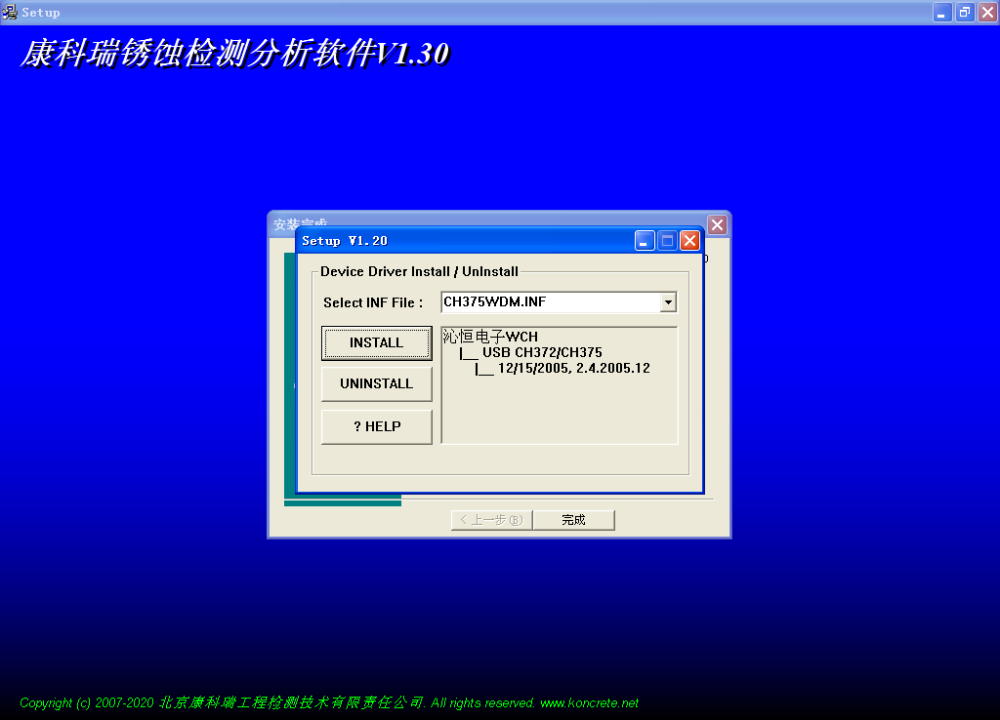 Setup
康科瑞锈蚀检测分析软件V1.30
安装完成
Setup V1.20
Device Driver Install / UnInstall
Select INF File :
CH375WDM.INF
INSTALL
沁恒电子WCH
|__ USB CH372/CH375
|__ 12/15/2005, 2.4.2005.12
UNINSTALL
? HELP
< 上一步(B)
完成
Copyright (c) 2007-2020 北京康科瑞工程检测技术有限责任公司. All rights reserved. www.koncrete.net